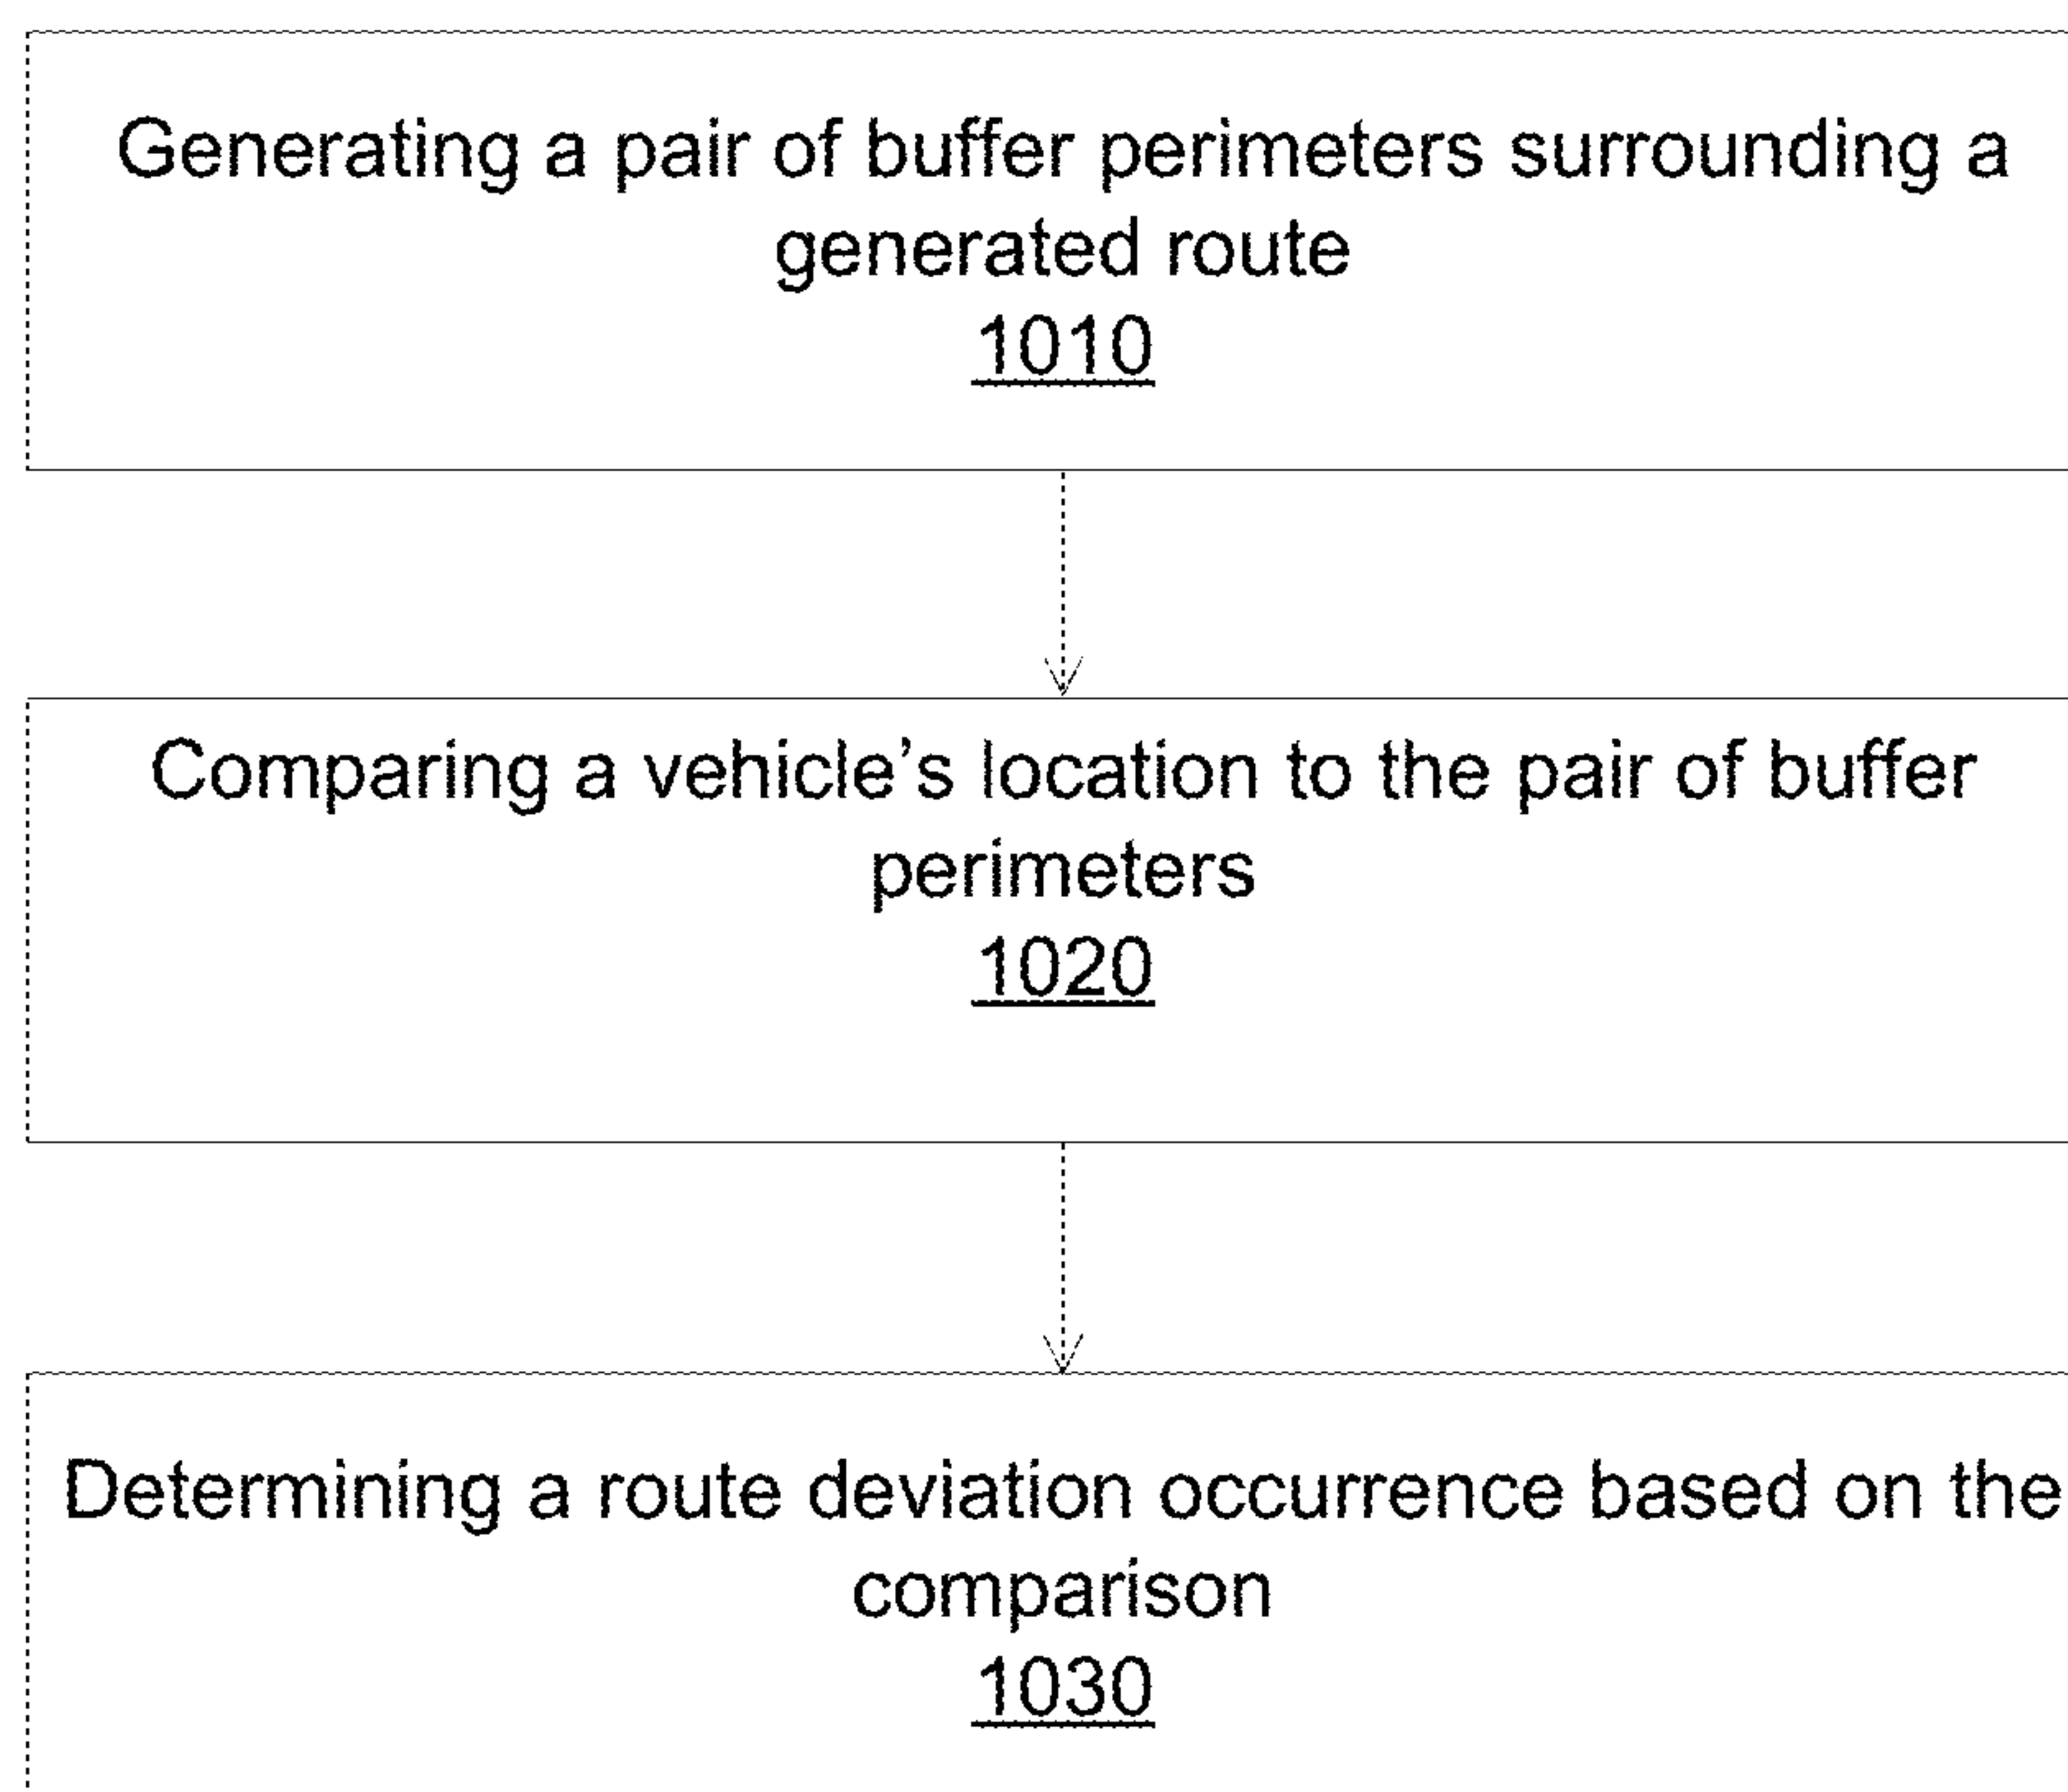 Generating a pair of buffer perimeters surrounding a
generated route
1010
Comparing a vehicle’s location to the pair of buffer
perimeters
1020
Determining a route deviation occurrence based on the
comparison
1030